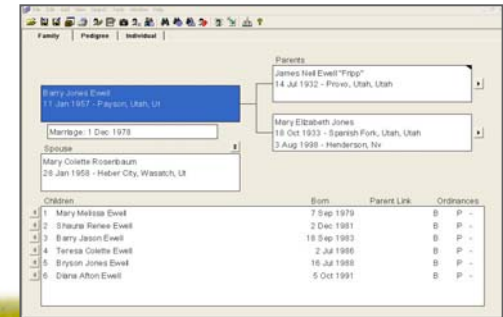 Family Pedigree Individual
Parents
James Neil Ewell "Fripp"
14 Jul 1932 - Provo, Utah, Utah
Barry Jones Ewell
11 Jan 1957 - Payson, Utah, Ut
Mary Elizabeth Jones
18 Oct 1933 - Spanish Fork, Utah, Utah
3 Aug 1998 - Henderson, Nv
Marriage: 1 Dec 1978
Spouse
Mary Colette Rosenbaum
28 Jan 1958 - Heber City, Wasatch, Ut
Children Born Parent Link Ordinances
1 Mary Melissa Ewell 7 Sep 1979 B P -
2 Shauna Renee Ewell 2 Dec 1981 B P -
3 Barry Jason Ewell 18 Sep 1983 B P -
4 Teresa Colette Ewell 2 Jul 1986 B P -
5 Bryson Jones Ewell 16 Jul 1988 B P -
6 Diana Afton Ewell 5 Oct 1991 B P -